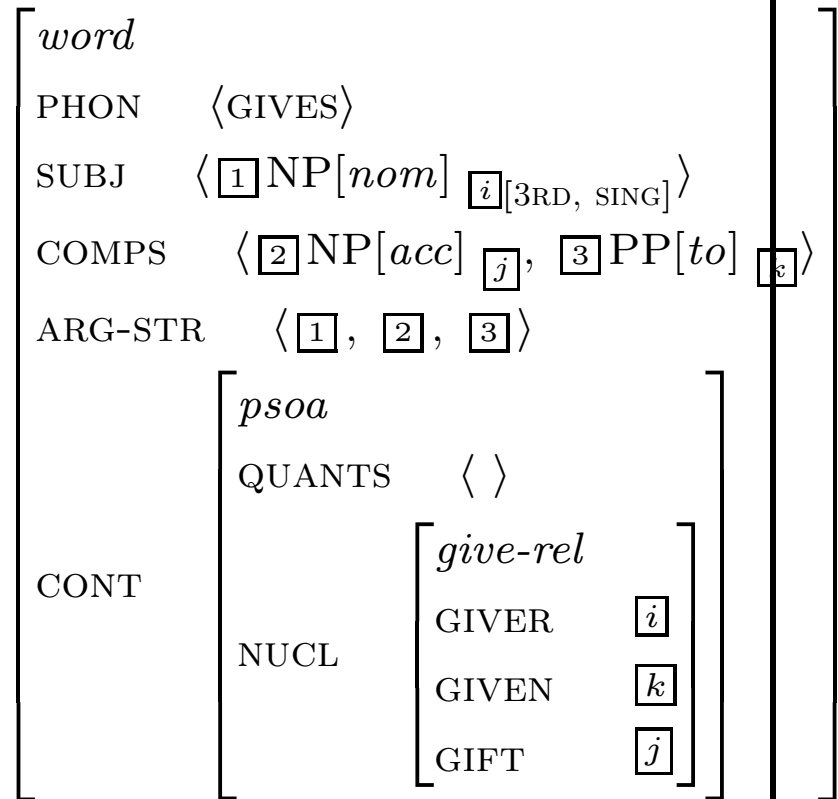 word
PHON ⟨GIVES⟩
SUBJ ⟨ 1 NP[nom] i [3RD, SING] ⟩
COMPS ⟨ 2 NP[acc] j , 3 PP[to] k ⟩
ARG-STR ⟨ 1 , 2 , 3 ⟩
psoa
QUANTS ⟨ ⟩
give-rel
CONT
GIVER i
NUCL
GIVEN k
GIFT j